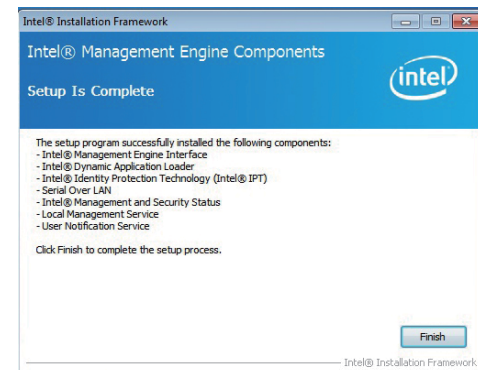 Intel® Installation Framework
Intel® Management Engine Components
Setup Is Complete
intel
The setup program successfully installed the following components:
- Intel® Management Engine Interface
- Intel® Dynamic Application Loader
- Intel® Identity Protection Technology (Intel® IPT)
- Serial Over LAN
- Intel® Management and Security Status
- Local Management Service
- User Notification Service
Click Finish to complete the setup process.
Finish
Intel® Installation Framework